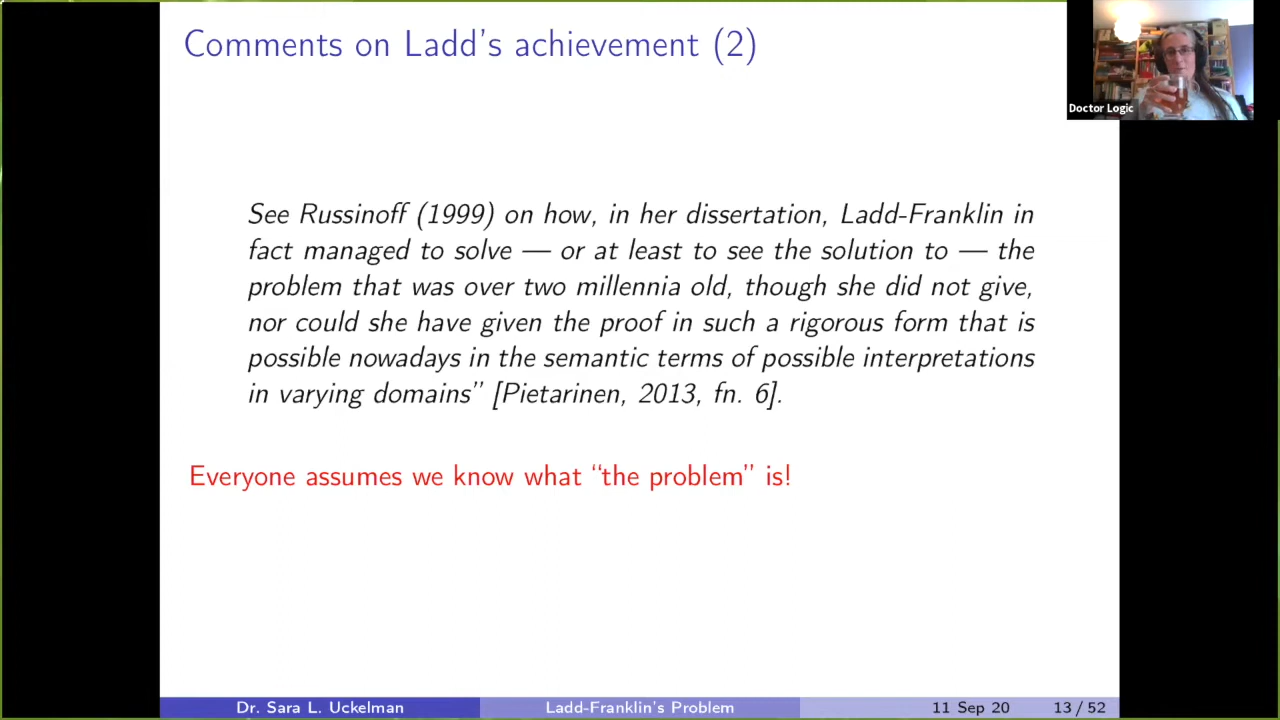 Comments on Ladd's achievement (2)
Doctor Logic
See Russinoff (1999) on how, in her dissertation, Ladd-Franklin in
fact managed to solve — or at least to see the solution to — the
problem that was over two millennia old, though she did not give,
nor could she have given the proof in such a rigorous form that is
possible nowadays in the semantic terms of possible interpretations
in varying domains” [Pietarinen, 2013, fn. 6].
Everyone assumes we know what “the problem” is!
Dr. Sara L. Uckelman Ladd-Franklin's Problem 11 Sep 20 13 / 52